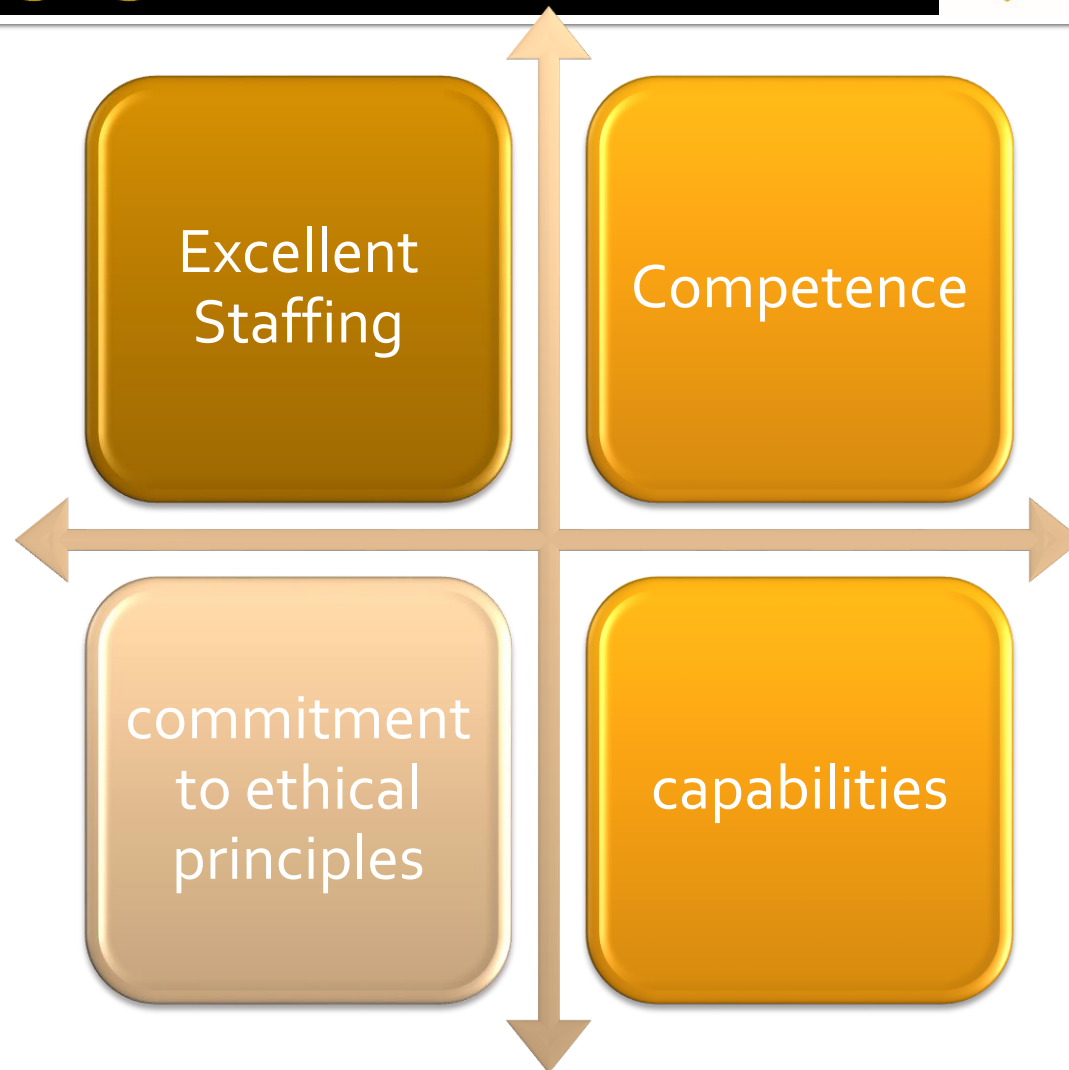 Excellent
Staffing
Competence
commitment
to ethical
principles
capabilities